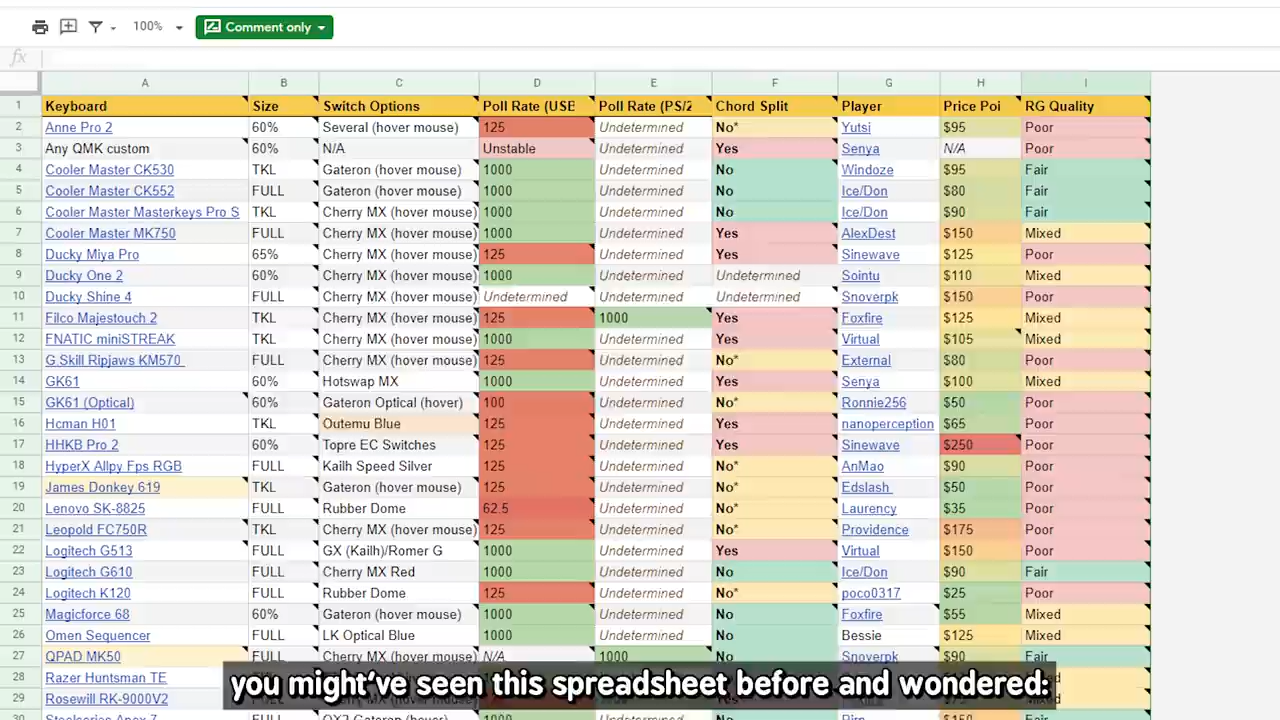 100% Comment only
fx
A B C D E F G H I
1 Keyboard Size Switch Options Poll Rate (USB Poll Rate (PS/2 Chord Split Player Price Poi RG Quality
2 Anne Pro 2 60% Several (hover mouse) 125 Undetermined No* Yutsi $95 Poor
3 Any QMK custom 60% N/A Unstable Undetermined Yes Senya N/A Poor
4 Cooler Master CK530 TKL Gateron (hover mouse) 1000 Undetermined No Windoze $95 Fair
5 Cooler Master CK552 FULL Gateron (hover mouse) 1000 Undetermined No Ice/Don $80 Fair
6 Cooler Master Masterkeys Pro S TKL Cherry MX (hover mouse) 1000 Undetermined No Ice/Don $90 Fair
7 Cooler Master MK750 FULL Cherry MX (hover mouse) 1000 Undetermined Yes AlexDest $150 Mixed
8 Ducky Miya Pro 65% Cherry MX (hover mouse) 125 Undetermined Yes Sinewave $125 Poor
9 Ducky One 2 60% Cherry MX (hover mouse) 1000 Undetermined Undetermined Sointu $110 Mixed
10 Ducky Shine 4 FULL Cherry MX (hover mouse) Undetermined Undetermined Undetermined Snoverpk $150 Poor
11 Filco Majestouch 2 TKL Cherry MX (hover mouse) 125 1000 Yes Foxfire $125 Mixed
12 FNATIC miniSTREAK TKL Cherry MX (hover mouse) 1000 Undetermined Yes Virtual $105 Mixed
13 G.Skill Ripjaws KM570 FULL Cherry MX (hover mouse) 125 Undetermined No* External $80 Poor
14 GK61 60% Hotswap MX 1000 Undetermined Yes Senya $100 Mixed
15 GK61 (Optical) 60% Gateron Optical (hover) 100 Undetermined No* Ronnie256 $50 Poor
16 Hcman H01 TKL Outemu Blue 125 Undetermined Yes nanoperception $65 Poor
17 HHKB Pro 2 60% Topre EC Switches 125 Undetermined Yes Sinewave $250 Poor
18 HyperX Allpy Fps RGB FULL Kailh Speed Silver 125 Undetermined No* AnMao $90 Poor
19 James Donkey 619 TKL Gateron (hover mouse) 125 Undetermined No* Edslash $50 Poor
20 Lenovo SK-8825 FULL Rubber Dome 62.5 Undetermined No* Laurency $35 Poor
21 Leopold FC750R TKL Cherry MX (hover mouse) 125 Undetermined No* Providence $175 Poor
22 Logitech G513 FULL GX (Kailh)/Romer G 1000 Undetermined Yes Virtual $150 Poor
23 Logitech G610 FULL Cherry MX Red 1000 Undetermined No Ice/Don $90 Fair
24 Logitech K120 FULL Rubber Dome 125 Undetermined No* poco0317 $25 Poor
25 Magicforce 68 60% Gateron (hover mouse) 1000 Undetermined No Foxfire $55 Mixed
26 Omen Sequencer FULL LK Optical Blue 1000 Undetermined No Bessie $125 Mixed
27 QPAD MK50 FULL Cherry MX (hover mouse) N/A 1000 No Snoverpk $90 Mixed
28 Razer Huntsman TE
29 Rosewill RK-9000V2
you might've seen this spreadsheet before and wondered: